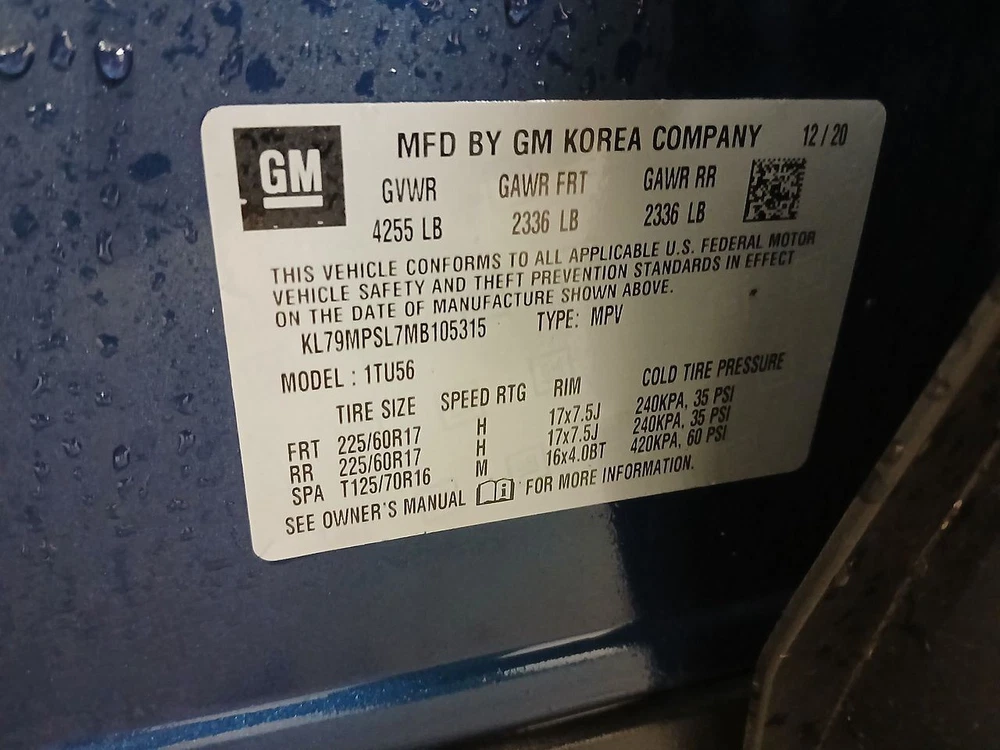 GM
MFD BY GM KOREA COMPANY 12/20
GVWR GAWR FRT GAWR RR
4255 LB 2336 LB 2336 LB
THIS VEHICLE CONFORMS TO ALL APPLICABLE U.S. FEDERAL MOTOR
VEHICLE SAFETY AND THEFT PREVENTION STANDARDS IN EFFECT
ON THE DATE OF MANUFACTURE SHOWN ABOVE.
KL79MPSL7MB105315 TYPE: MPV
MODEL : 1TU56
TIRE SIZE SPEED RTG RIM COLD TIRE PRESSURE
FRT 225/60R17 H 17x7.5J 240KPA, 35 PSI
RR 225/60R17 H 17x7.5J 240KPA, 35 PSI
SPA T125/70R16 M 16x4.0BT 420KPA, 60 PSI
SEE OWNER'S MANUAL FOR MORE INFORMATION.